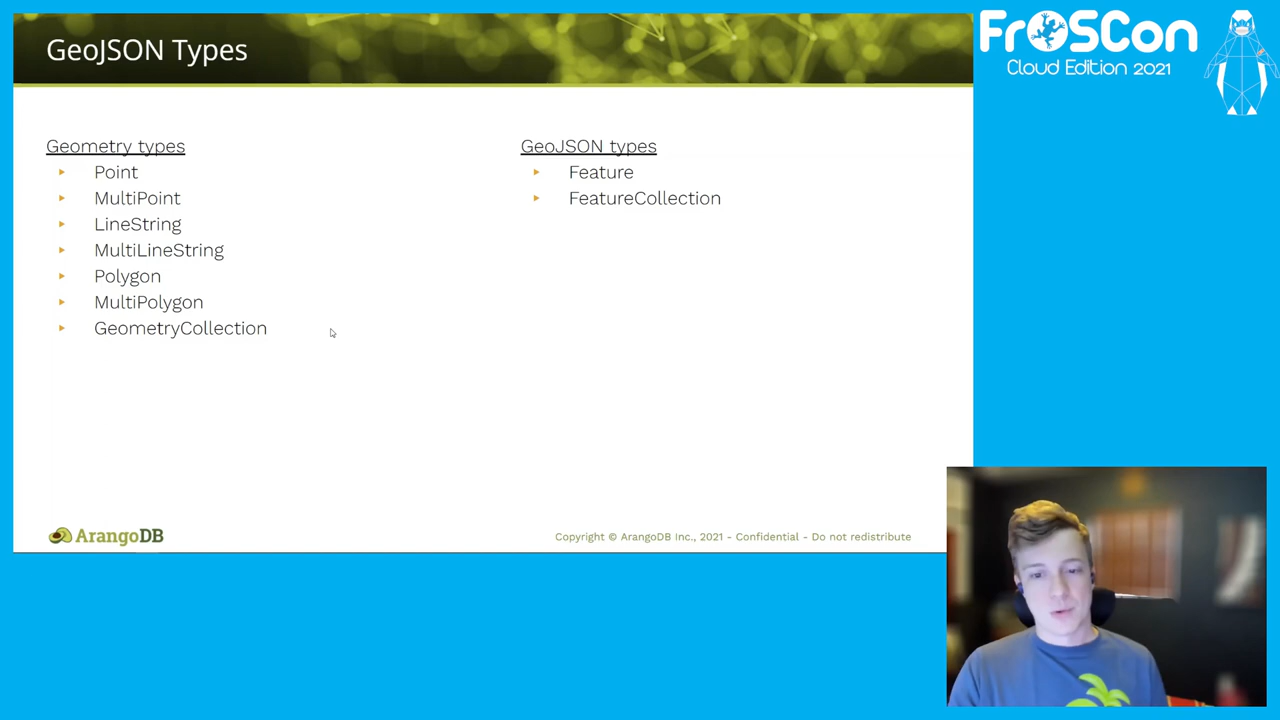 GeoJSON Types
FrOSCon
Cloud Edition 2021
Geometry types
Point
MultiPoint
LineString
MultiLineString
Polygon
MultiPolygon
GeometryCollection
GeoJSON types
Feature
FeatureCollection
ArangoDB
Copyright © ArangoDB Inc., 2021 - Confidential - Do not redistribute